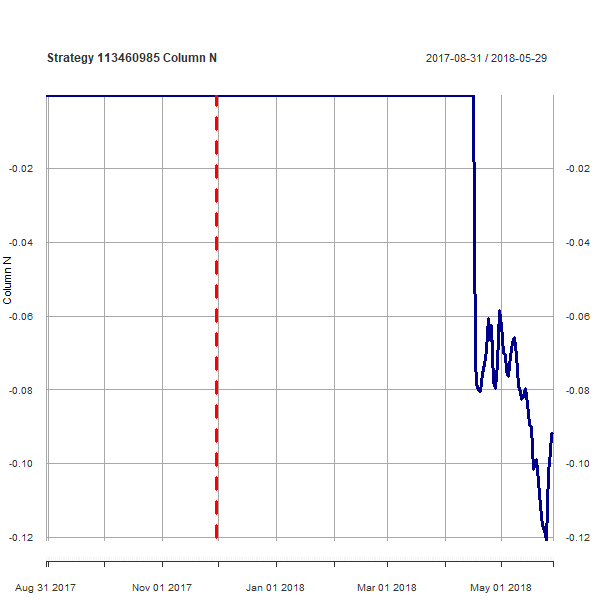 Strategy 113460985 Column N
2017-08-31 / 2018-05-29
-0.02
-0.02
-0.04
-0.04
Column N
-0.06
-0.06
-0.08
-0.08
-0.10
-0.10
-0.12
-0.12
Aug 31 2017
Nov 01 2017
Jan 01 2018
Mar 01 2018
May 01 2018